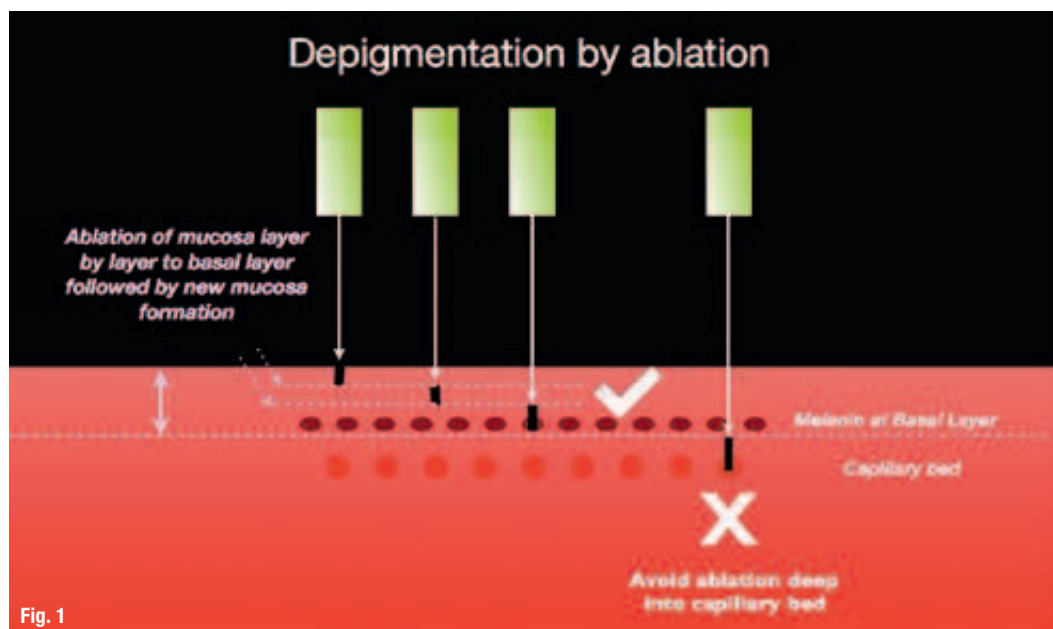 Depigmentation by ablation
Ablation of mucosa layer
by layer to basal layer
followed by new mucosa
formation
Melanin at Basal Layer
Capillary bed
Avoid ablation deep
into capillary bed
Fig. 1